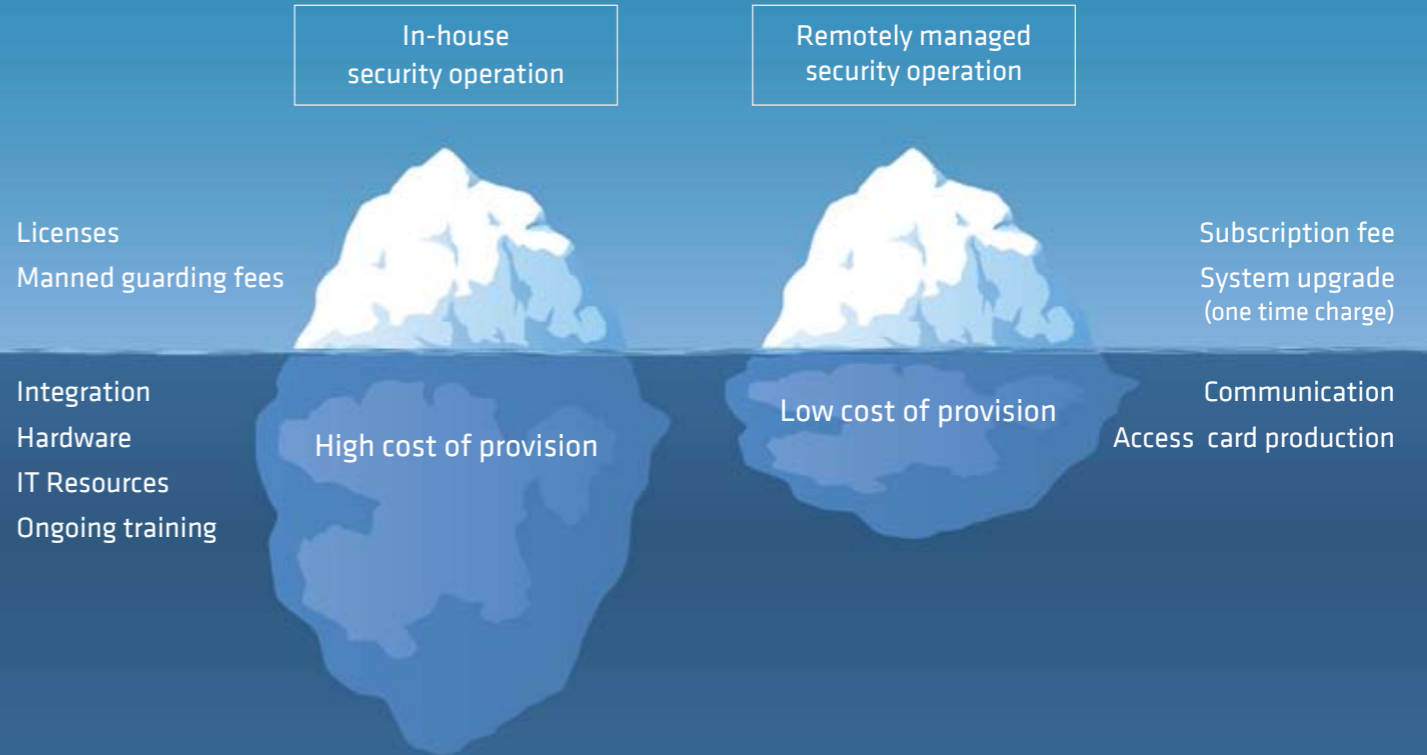 In-house
security operation
Remotely managed
security operation
Licenses
Manned guarding fees
Subscription fee
System upgrade
(one time charge)
Integration
Hardware
IT Resources
Ongoing training
High cost of provision
Low cost of provision
Communication
Access card production